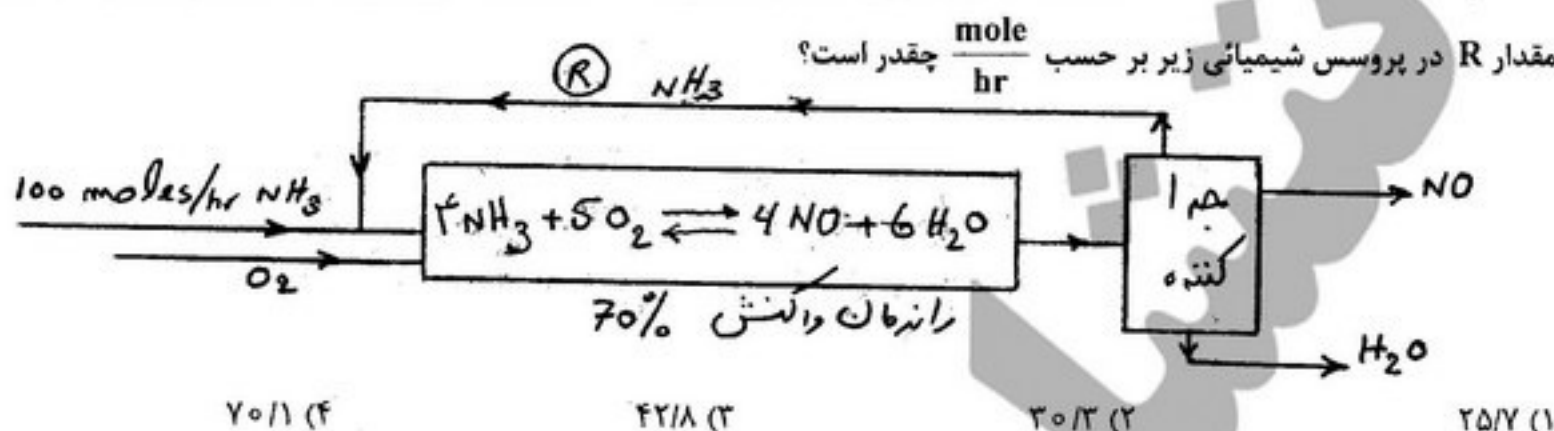 مقدار R در پروسس شیمیائی زیر بر حسب mole/hr چقدر است؟
R NH3
100 moles/hr NH3
O2
۴NH3 + 5O2 ⇄ 4NO + 6H2O
70% راندمان واکنش
جدا کننده
NO
H2O
۱) ۲۵/۷ ۲) ۳۰/۳ ۳) ۴۲/۸ ۴) ۷۰/۱